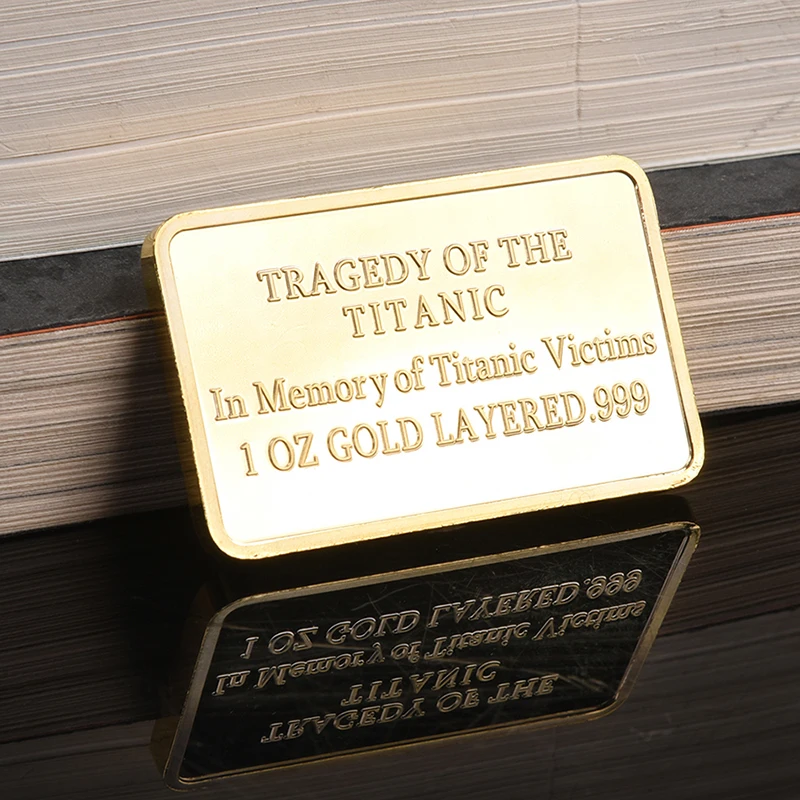 TRAGEDY OF THE
TITANIC
In Memory of Titanic Victims
1 OZ GOLD LAYERED.999